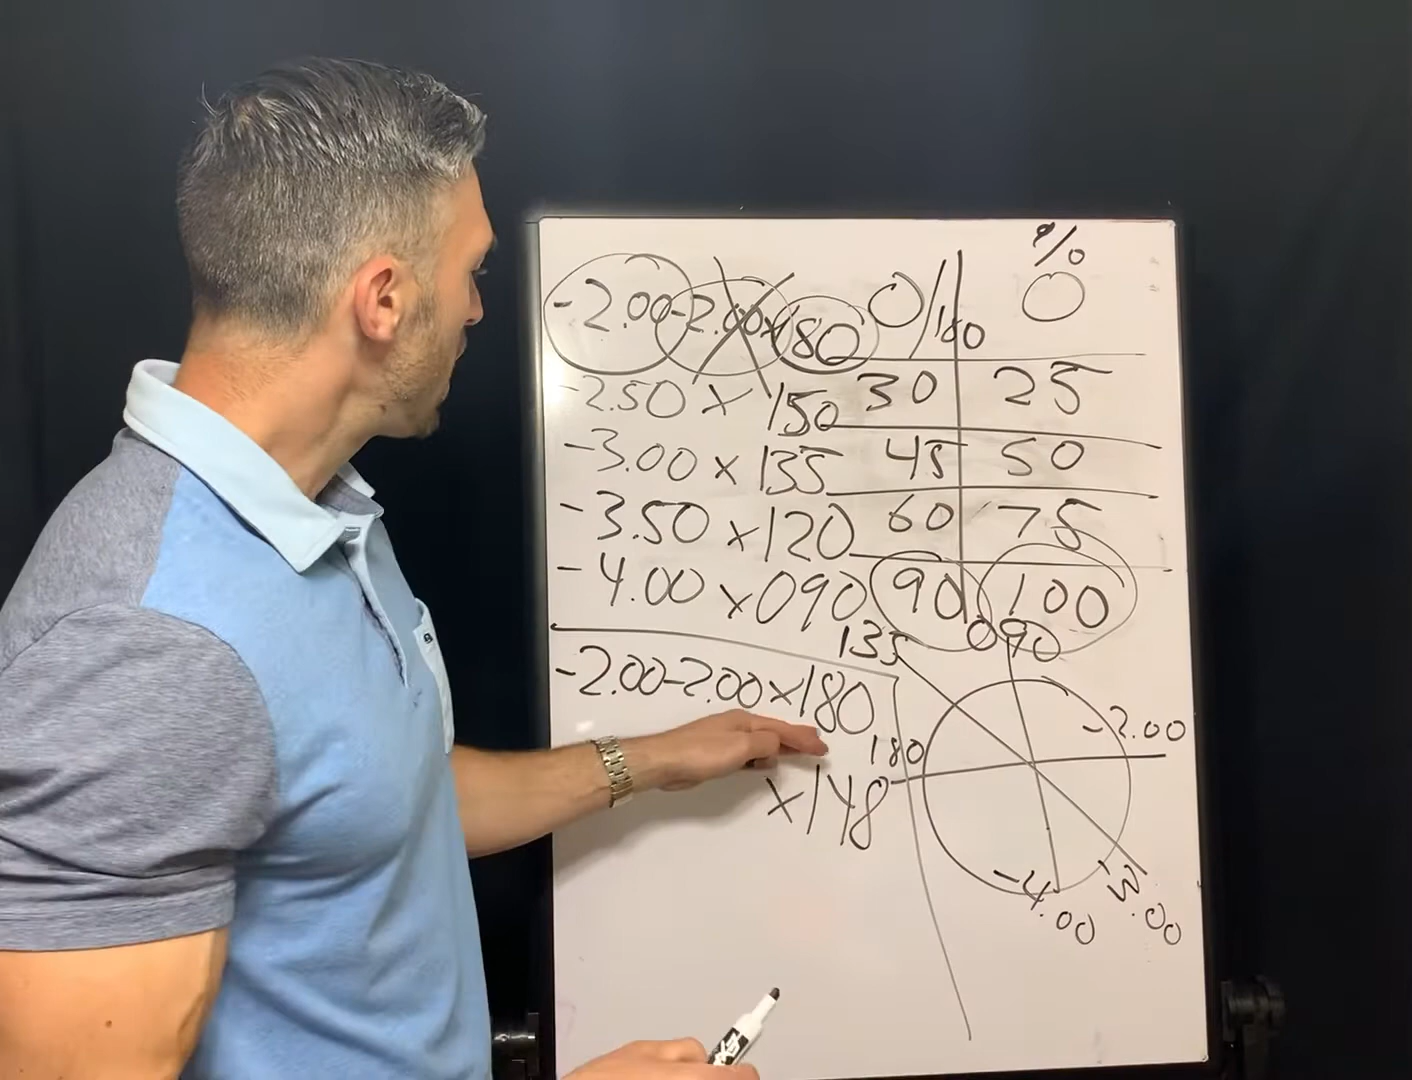 %
-2.00-2.00x180 0/180 0
-2.50 x 150 30 25
-3.00 x 135 45 50
-3.50 x 120 60 75
-4.00 x 090 90 100
135 090
-2.00-2.00 x 180
-2.00
180
x 148
-4.00
-3.00